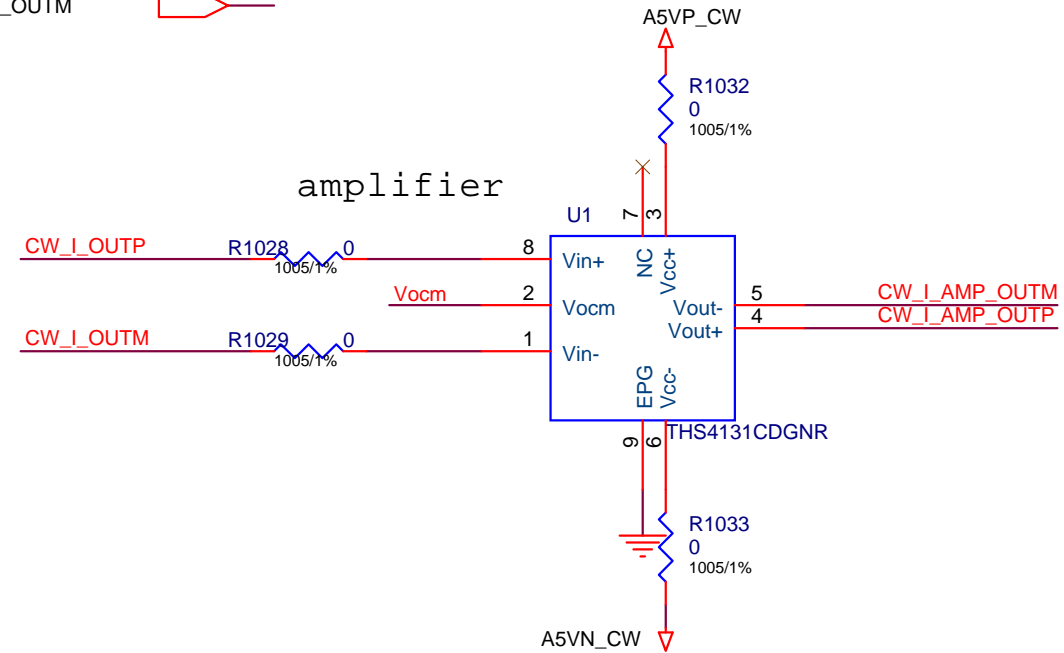 _OUTM
A5VP_CW
R1032
0
1005/1%
amplifier
U1
7
3
CW_I_OUTP
R1028
0
1005/1%
8
Vin+
NC
Vcc+
Vocm
2
Vocm
5
Vout-
CW_I_AMP_OUTM
4
Vout+
CW_I_AMP_OUTP
CW_I_OUTM
R1029
0
1005/1%
1
Vin-
EPG
Vcc-
THS4131CDGNR
9
6
R1033
0
1005/1%
A5VN_CW